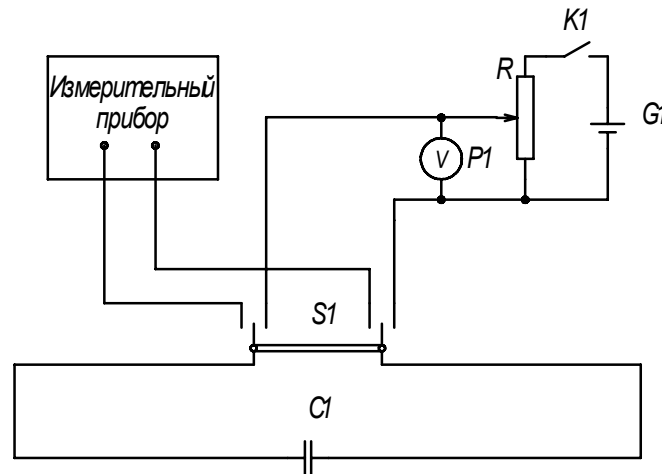 K1
R
Измерительный
прибор
G1
V
P1
S1
C1